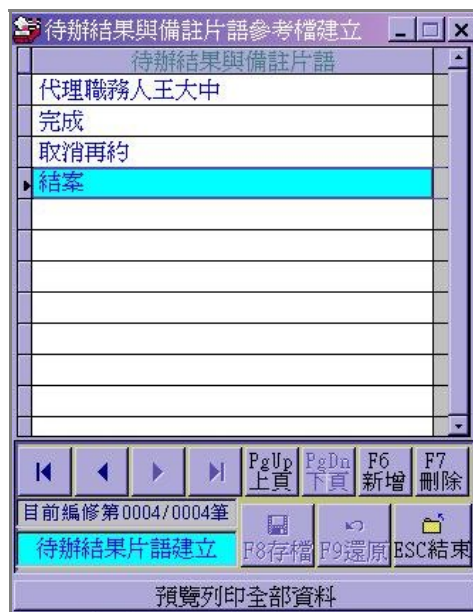 待辦結果與備註片語參考檔建立
待辦結果與備註片語
代理職務人王大中
完成
取消再約
結案
PgUp 上頁
PgDn 下頁
F6 新增
F7 刪除
目前編修第0004/0004筆
待辦結果片語建立
F8存檔
F9還原
ESC結束
預覽列印全部資料